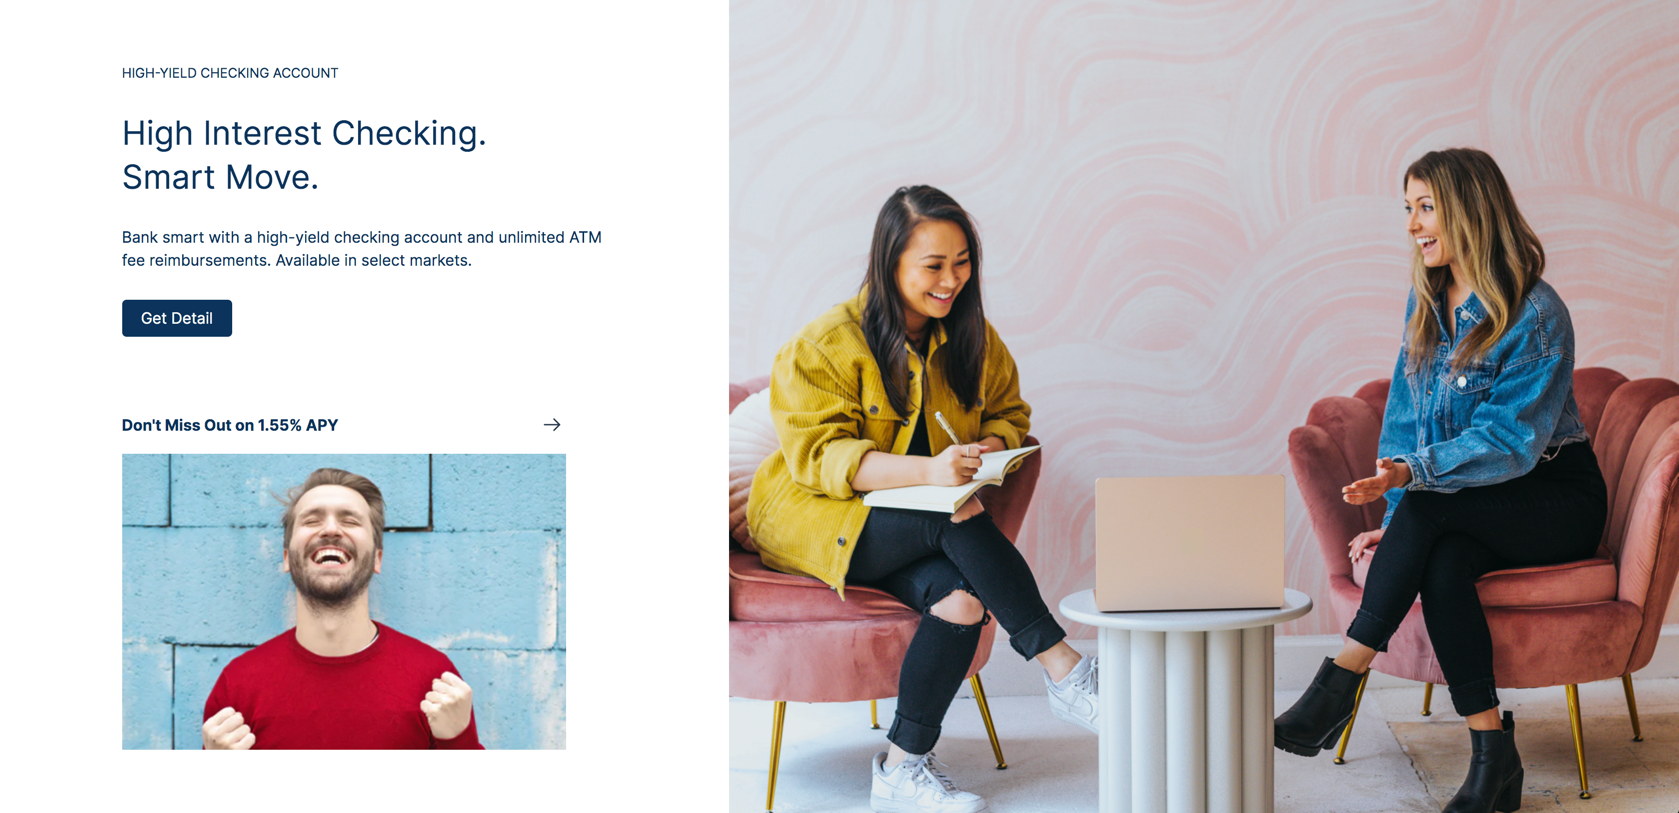 HIGH-YIELD CHECKING ACCOUNT
High Interest Checking.
Smart Move.
Bank smart with a high-yield checking account and unlimited ATM
fee reimbursements. Available in select markets.
Get Detail
Don't Miss Out on 1.55% APY